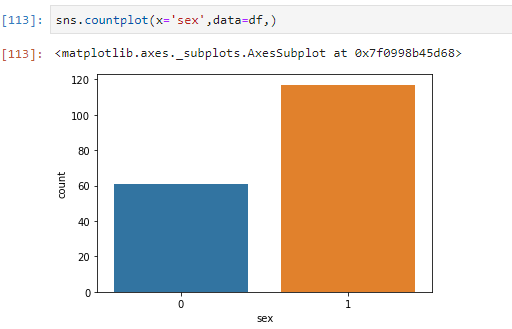 [113]: sns.countplot(x='sex',data=df,)
[113]: <matplotlib.axes._subplots.AxesSubplot at 0x7f0998b45d68>
120
100
80
60
40
20
0
count
0 1
sex